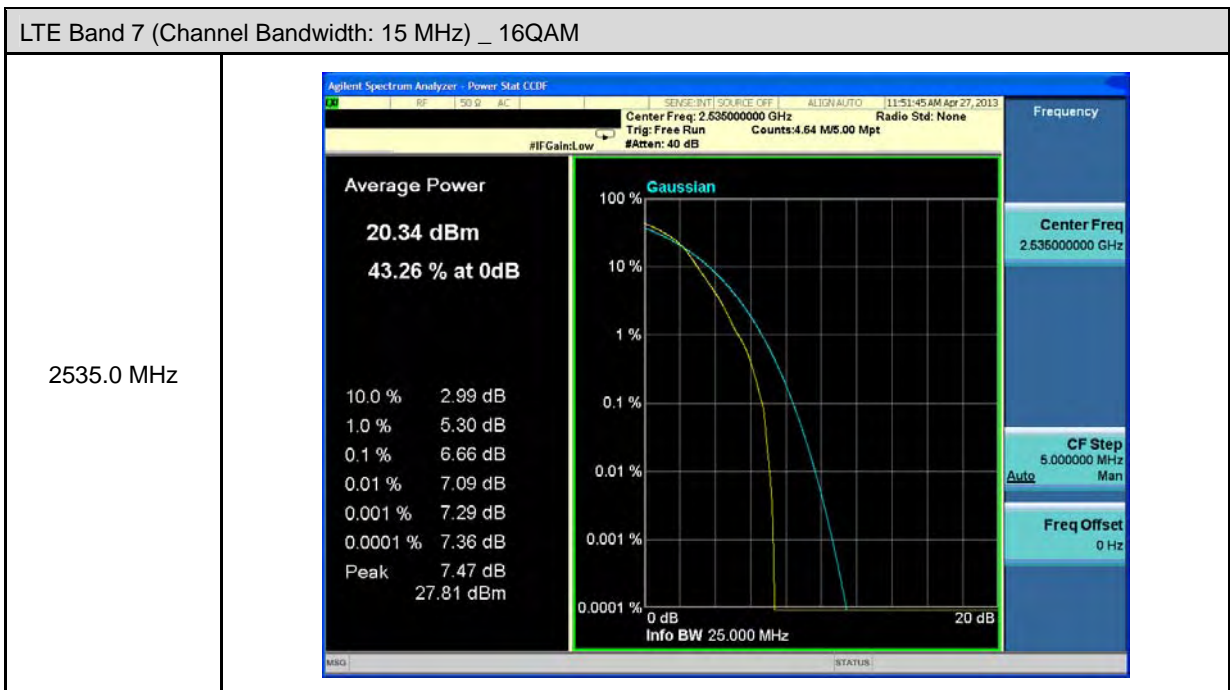 LTE Band 7 (Channel Bandwidth: 15 MHz) _ 16QAM
2535.0 MHz
Agilent Spectrum Analyzer - Power Stat CCDF
RF 50 Ω AC SENSE:INT SOURCE OFF ALIGN AUTO 11:51:45 AM Apr 27, 2013
Center Freq: 2.535000000 GHz Radio Std: None
Trig: Free Run Counts:4.64 M/5.00 Mpt
#IFGain:Low #Atten: 40 dB
Average Power
20.34 dBm
43.26 % at 0dB
10.0 % 2.99 dB
1.0 % 5.30 dB
0.1 % 6.66 dB
0.01 % 7.09 dB
0.001 % 7.29 dB
0.0001 % 7.36 dB
Peak 7.47 dB
27.81 dBm
Gaussian
100 %
10 %
1 %
0.1 %
0.01 %
0.001 %
0.0001 %
0 dB 20 dB
Info BW 25.000 MHz
Frequency
Center Freq
2.535000000 GHz
CF Step
5.000000 MHz
Auto Man
Freq Offset
0 Hz
MSG STATUS